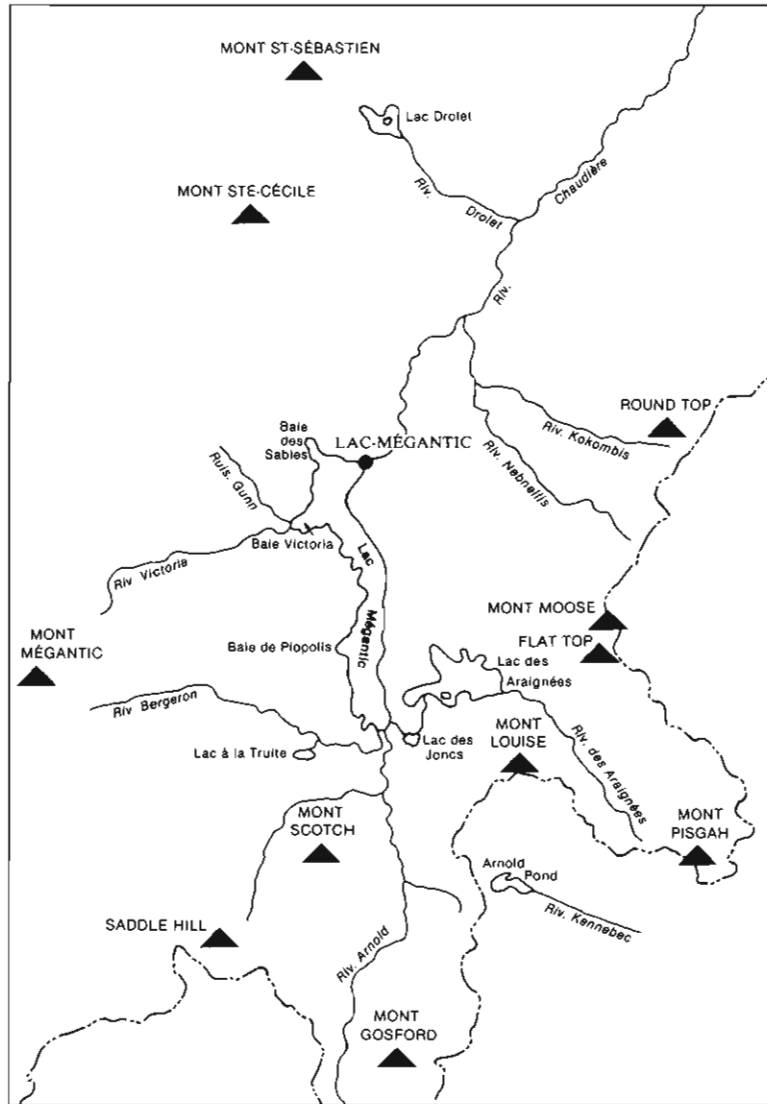 MONT ST-SÉBASTIEN
Lac Drolet
Riv. Drolet
Riv. Chaudière
MONT STE-CÉCILE
ROUND TOP
Baie
des
Sables
LAC-MÉGANTIC
Riv. Kokombis
Ruis. Gunn
Riv. Nebnellis
Baie Victoria
Lac Mégantic
Riv Victoria
MONT MOOSE
MONT
MÉGANTIC
Baie de Piopolis
FLAT TOP
Lac des
Araignées
Riv Bergeron
Lac à la Truite
Lac des
Joncs
MONT
LOUISE
Riv. des Araignées
MONT
SCOTCH
MONT
PISGAH
Arnold
Pond
Riv. Kennebec
SADDLE HILL
Riv. Arnold
MONT
GOSFORD